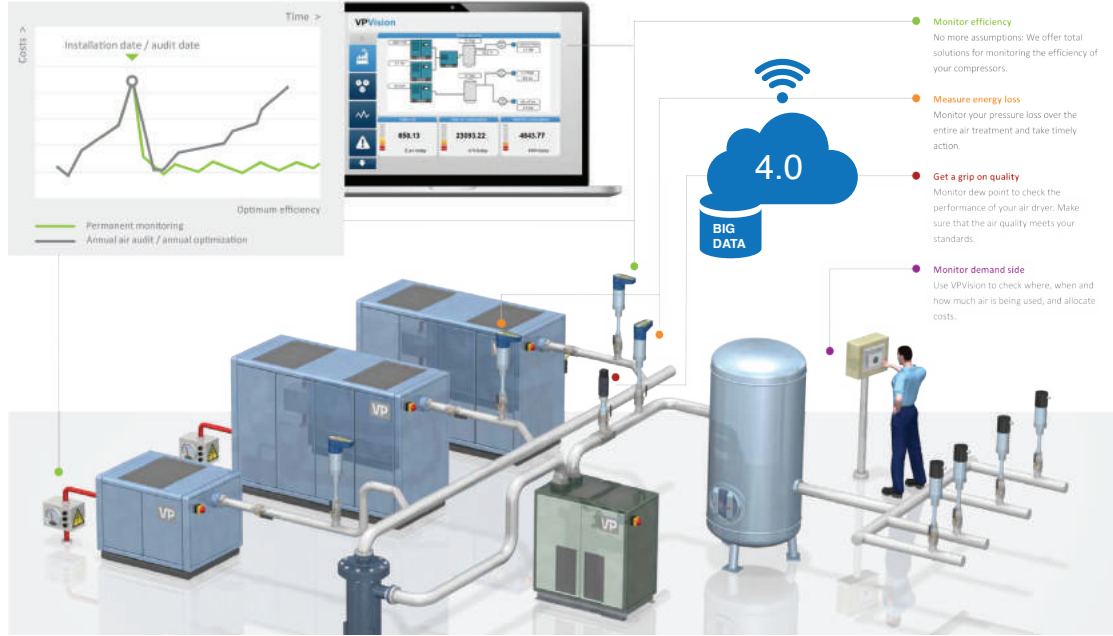 Time >
Costs >
Installation date / audit date
Optimum efficiency
Permanent monitoring
Annual air audit / annual optimization
VPVision
658.13
23093.22
4843.77
4.0
BIG
DATA
Monitor efficiency
No more assumptions: We offer total
solutions for monitoring the efficiency of
your compressors.
Measure energy loss
Monitor your pressure loss over the
entire air treatment and take timely
action.
Get a grip on quality
Monitor dew point to check the
performance of your air dryer. Make
sure that the air quality meets your
standards.
Monitor demand side
Use VPVision to check where, when and
how much air is being used, and allocate
costs.
VP
VP
VP